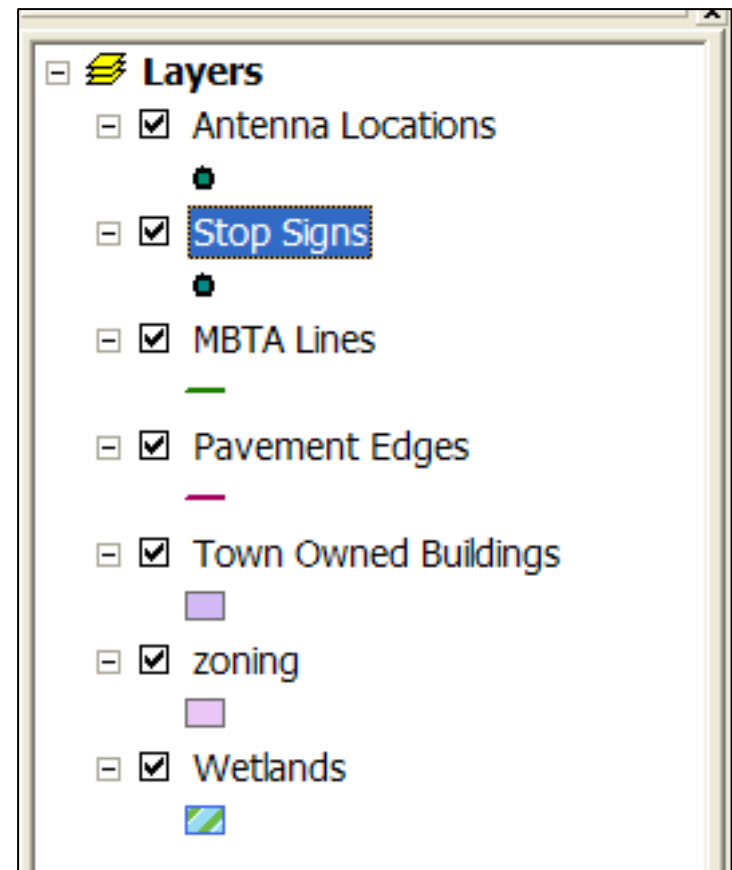 Layers
Antenna Locations
Stop Signs
MBTA Lines
Pavement Edges
Town Owned Buildings
zoning
Wetlands